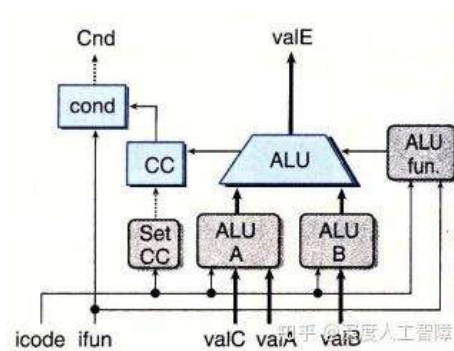 Cnd
valE
cond
CC
ALU
ALU
fun.
Set
CC
ALU
A
ALU
B
icode
ifun
valC
valA
valB
知乎 @高度人工智障